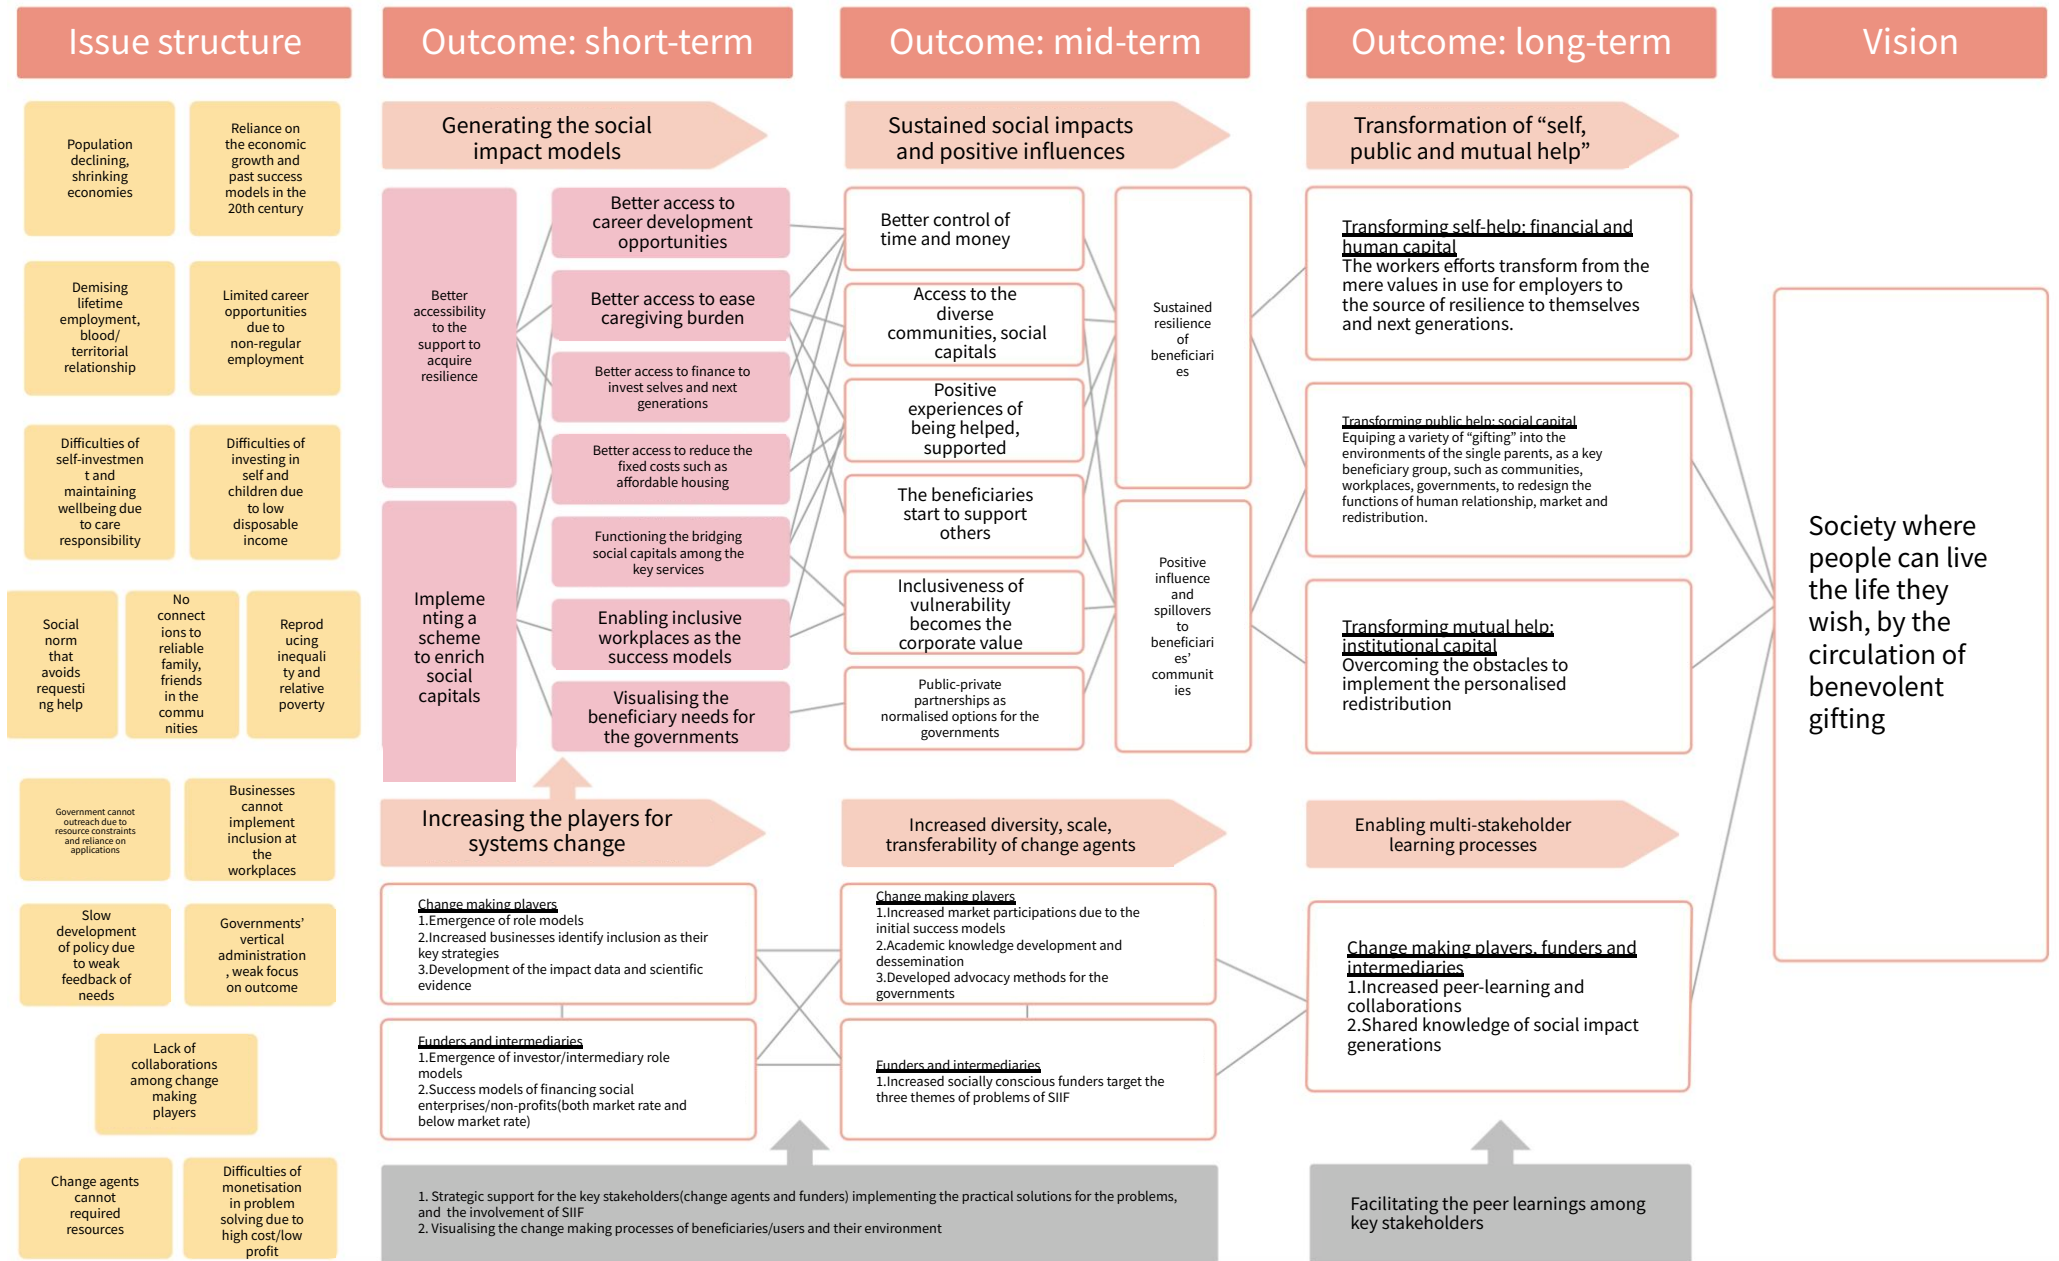 Issue structure
Outcome: short-term
Outcome: mid-term
Outcome: long-term
Vision
Population
declining,
shrinking
economies
Reliance on
the economic
growth and
past success
models in the
20th century
Demising
lifetime
employment,
blood/
territorial
relationship
Limited career
opportunities
due to
non-regular
employment
Difficulties of
self-investmen
t and
maintaining
wellbeing due
to care
responsibility
Difficulties of
investing in
self and
children due
to low
disposable
income
Social
norm
that
avoids
requesti
ng help
No
connect
ions to
reliable
family,
friends
in the
commu
nities
Reprod
ucing
inequali
ty and
relative
poverty
Government cannot
outreach due to
resource constraints
and reliance on
applications
Businesses
cannot
implement
inclusion at
the
workplaces
Slow
development
of policy due
to weak
feedback of
needs
Governments’
vertical
administration
, weak focus
on outcome
Lack of
collaborations
among change
making
players
Change agents
cannot
required
resources
Difficulties of
monetisation
in problem
solving due to
high cost/low
profit
Generating the social
impact models
Better
accessibility
to the
support to
acquire
resilience
Impleme
nting a
scheme
to enrich
social
capitals
Better access to
career development
opportunities
Better access to ease
caregiving burden
Better access to finance to
invest selves and next
generations
Better access to reduce the
fixed costs such as
affordable housing
Functioning the bridging
social capitals among the
key services
Enabling inclusive
workplaces as the
success models
Visualising the
beneficiary needs for
the governments
Sustained social impacts
and positive influences
Better control of
time and money
Access to the
diverse
communities, social
capitals
Positive
experiences of
being helped,
supported
The beneficiaries
start to support
others
Inclusiveness of
vulnerability
becomes the
corporate value
Public-private
partnerships as
normalised options for the
governments
Sustained
resilience
of
beneficiari
es
Positive
influence
and
spillovers
to
beneficiari
es’
communit
ies
Transformation of “self,
public and mutual help”
Transforming self-help: financial and
human capital
The workers efforts transform from the
mere values in use for employers to
the source of resilience to themselves
and next generations.
Transforming public help: social capital
Equiping a variety of “gifting” into the
environments of the single parents, as a key
beneficiary group, such as communities,
workplaces, governments, to redesign the
functions of human relationship, market and
redistribution.
Transforming mutual help:
institutional capital
Overcoming the obstacles to
implement the personalised
redistribution
Society where
people can live
the life they
wish, by the
circulation of
benevolent
gifting
Increasing the players for
systems change
Change making players
1.Emergence of role models
2.Increased businesses identify inclusion as their
key strategies
3.Development of the impact data and scientific
evidence
Funders and intermediaries
1.Emergence of investor/intermediary role
models
2.Success models of financing social
enterprises/non-profits(both market rate and
below market rate)
Increased diversity, scale,
transferability of change agents
Change making players
1.Increased market participations due to the
initial success models
2.Academic knowledge development and
dessemination
3.Developed advocacy methods for the
governments
Funders and intermediaries
1.Increased socially conscious funders target the
three themes of problems of SIIF
Enabling multi-stakeholder
learning processes
Change making players, funders and
intermediaries
1.Increased peer-learning and
collaborations
2.Shared knowledge of social impact
generations
1. Strategic support for the key stakeholders(change agents and funders) implementing the practical solutions for the problems,
and the involvement of SIIF
2. Visualising the change making processes of beneficiaries/users and their environment
Facilitating the peer learnings among
key stakeholders